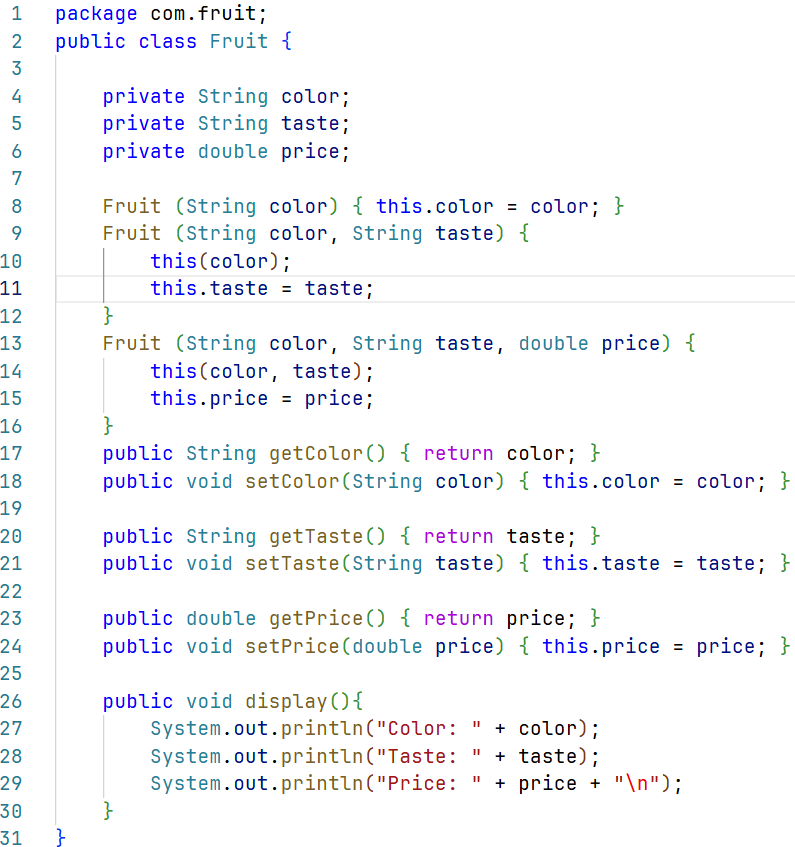 1 package com.fruit;
2 public class Fruit {
3
4     private String color;
5     private String taste;
6     private double price;
7
8     Fruit (String color) { this.color = color; }
9     Fruit (String color, String taste) {
10         this(color);
11         this.taste = taste;
12     }
13     Fruit (String color, String taste, double price) {
14         this(color, taste);
15         this.price = price;
16     }
17     public String getColor() { return color; }
18     public void setColor(String color) { this.color = color; }
19
20     public String getTaste() { return taste; }
21     public void setTaste(String taste) { this.taste = taste; }
22
23     public double getPrice() { return price; }
24     public void setPrice(double price) { this.price = price; }
25
26     public void display(){
27         System.out.println("Color: " + color);
28         System.out.println("Taste: " + taste);
29         System.out.println("Price: " + price + "\n");
30     }
31 }